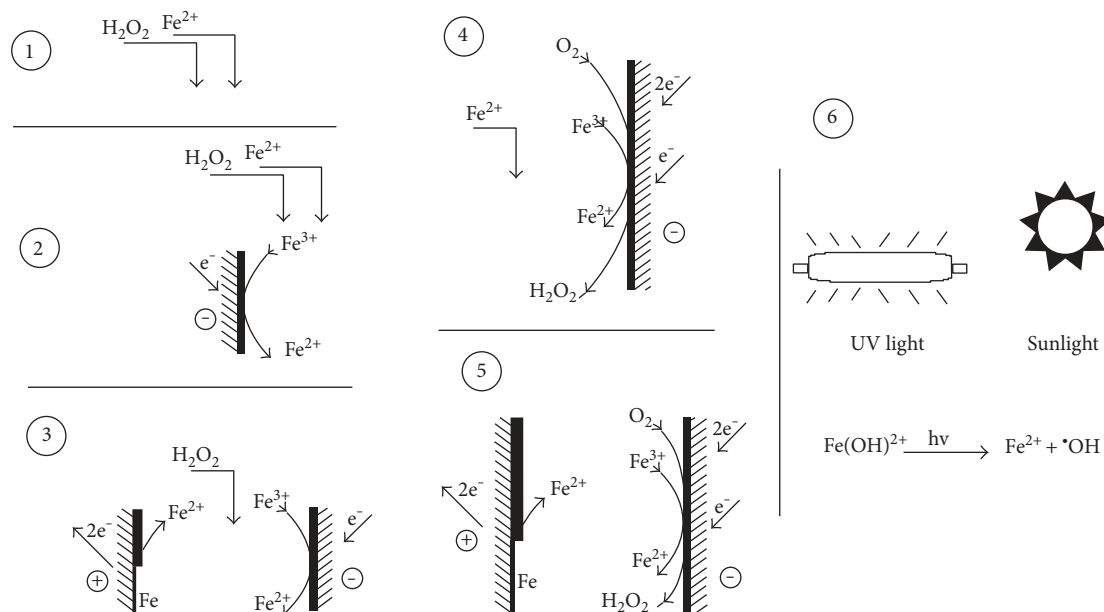 1
H₂O₂ Fe²⁺
2
H₂O₂ Fe²⁺
Fe³⁺
e⁻
−
Fe²⁺
3
H₂O₂
Fe²⁺
2e⁻
+
Fe
Fe³⁺
e⁻
−
Fe²⁺
4
O₂
2e⁻
Fe²⁺
Fe³⁺
e⁻
Fe²⁺
−
H₂O₂
5
2e⁻
Fe²⁺
+
Fe
O₂
2e⁻
Fe³⁺
e⁻
Fe²⁺
−
H₂O₂
6
UV light
Sunlight
Fe(OH)²⁺ hv Fe²⁺ + •OH